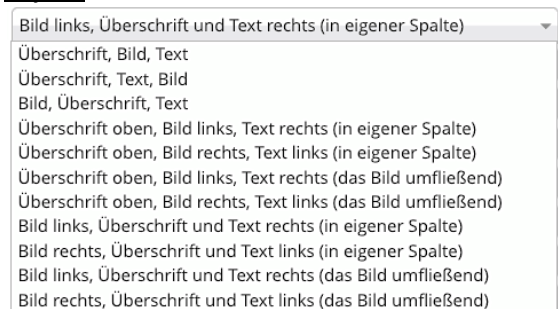 Bild links, Überschrift und Text rechts (in eigener Spalte)
Überschrift, Bild, Text
Überschrift, Text, Bild
Bild, Überschrift, Text
Überschrift oben, Bild links, Text rechts (in eigener Spalte)
Überschrift oben, Bild rechts, Text links (in eigener Spalte)
Überschrift oben, Bild links, Text rechts (das Bild umfließend)
Überschrift oben, Bild rechts, Text links (das Bild umfließend)
Bild links, Überschrift und Text rechts (in eigener Spalte)
Bild rechts, Überschrift und Text links (in eigener Spalte)
Bild links, Überschrift und Text rechts (das Bild umfließend)
Bild rechts, Überschrift und Text links (das Bild umfließend)